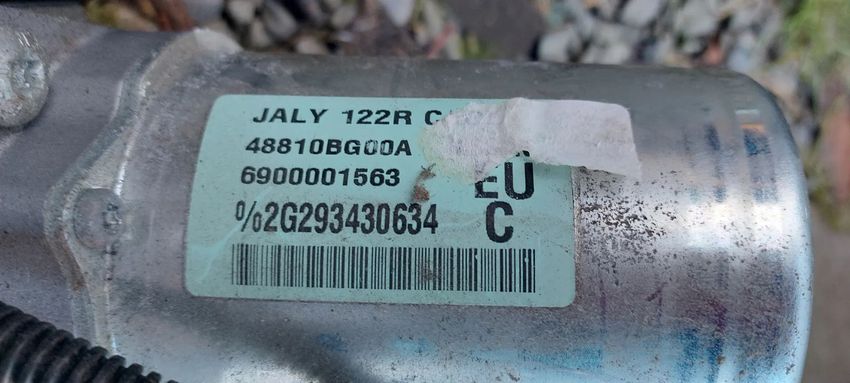 JALY 122R
48810BG00A
6900001563
EU
%2G293430634
C